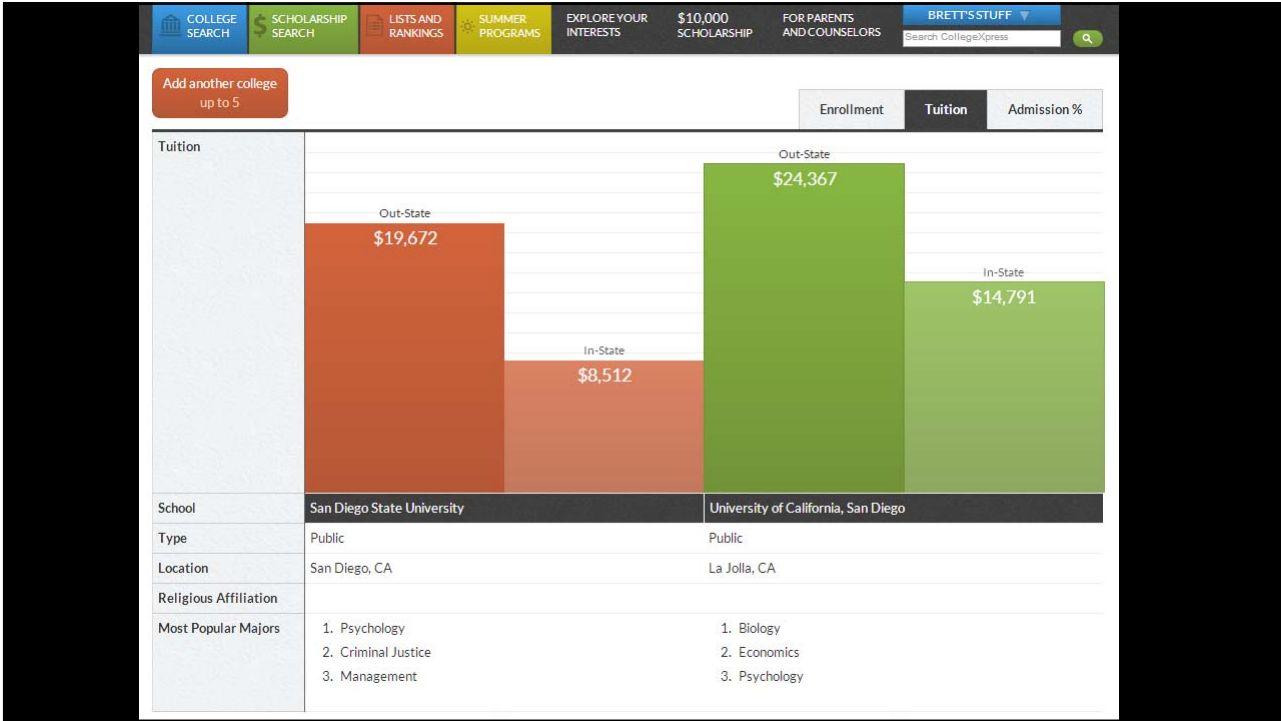 COLLEGE
SEARCH
SCHOLARSHIP
SEARCH
LISTS AND
RANKINGS
SUMMER
PROGRAMS
EXPLORE YOUR
INTERESTS
$10,000
SCHOLARSHIP
FOR PARENTS
AND COUNSELORS
BRETT'S STUFF
Search CollegeXpress
Add another college
up to 5
Enrollment Tuition Admission %
Tuition
Out-State
$19,672
In-State
$8,512
Out-State
$24,367
In-State
$14,791
School San Diego State University University of California, San Diego
Type Public Public
Location San Diego, CA La Jolla, CA
Religious Affiliation
Most Popular Majors 1. Psychology 1. Biology
2. Criminal Justice 2. Economics
3. Management 3. Psychology